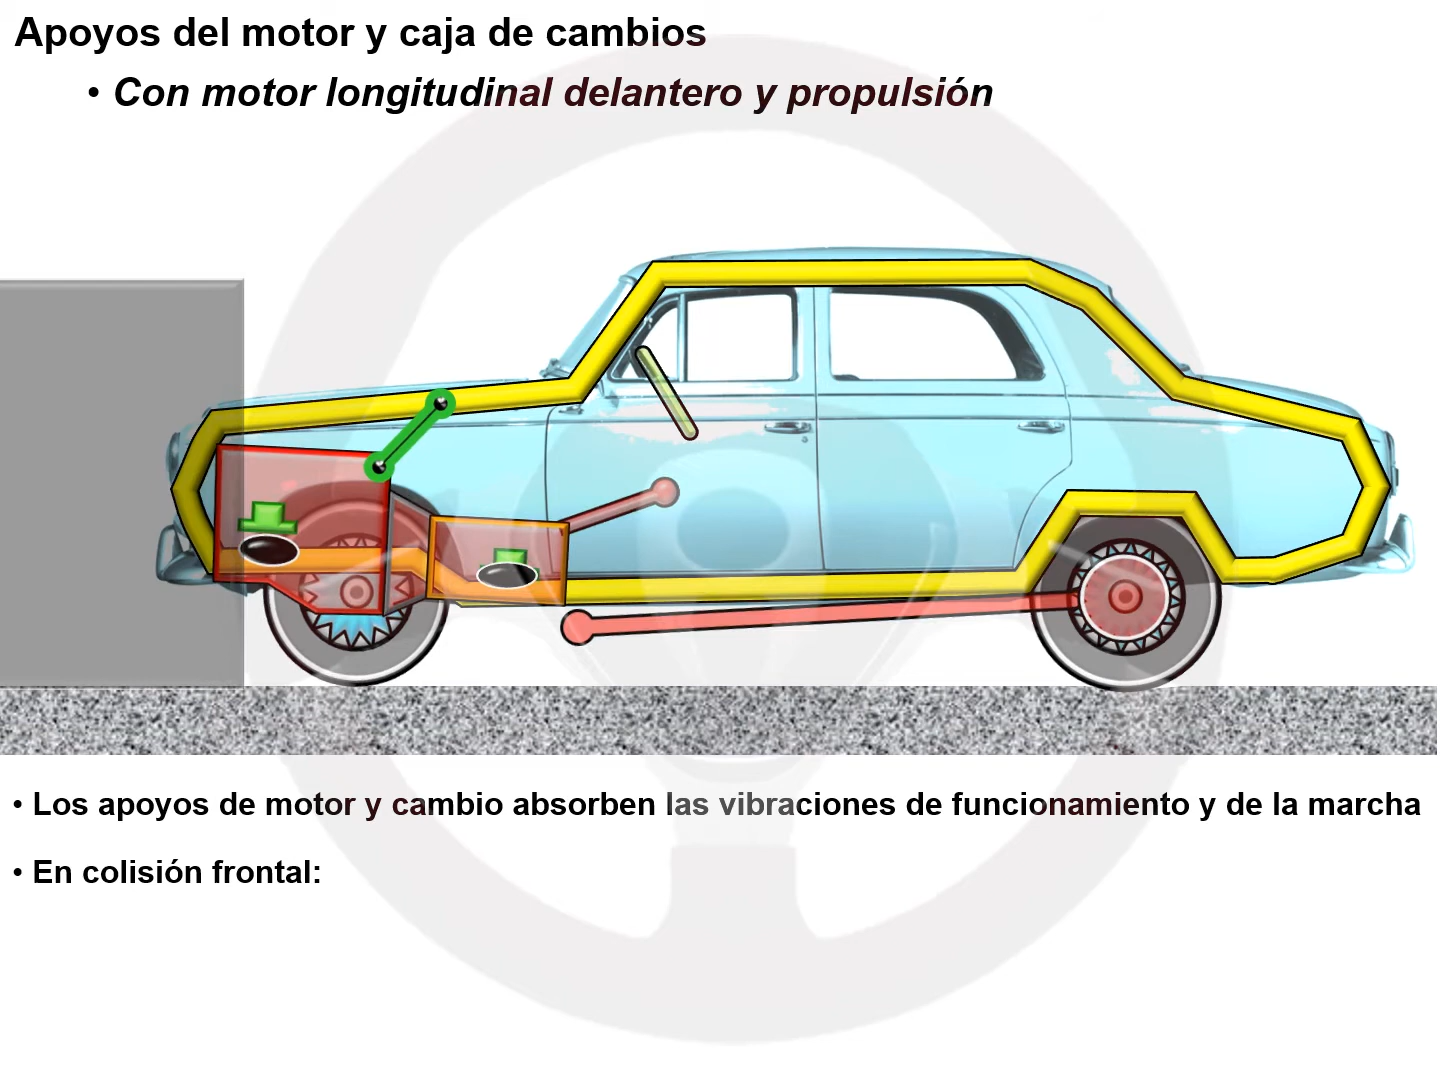 Apoyos del motor y caja de cambios
• Con motor longitudinal delantero y propulsión
• Los apoyos de motor y cambio absorben las vibraciones de funcionamiento y de la marcha
• En colisión frontal: